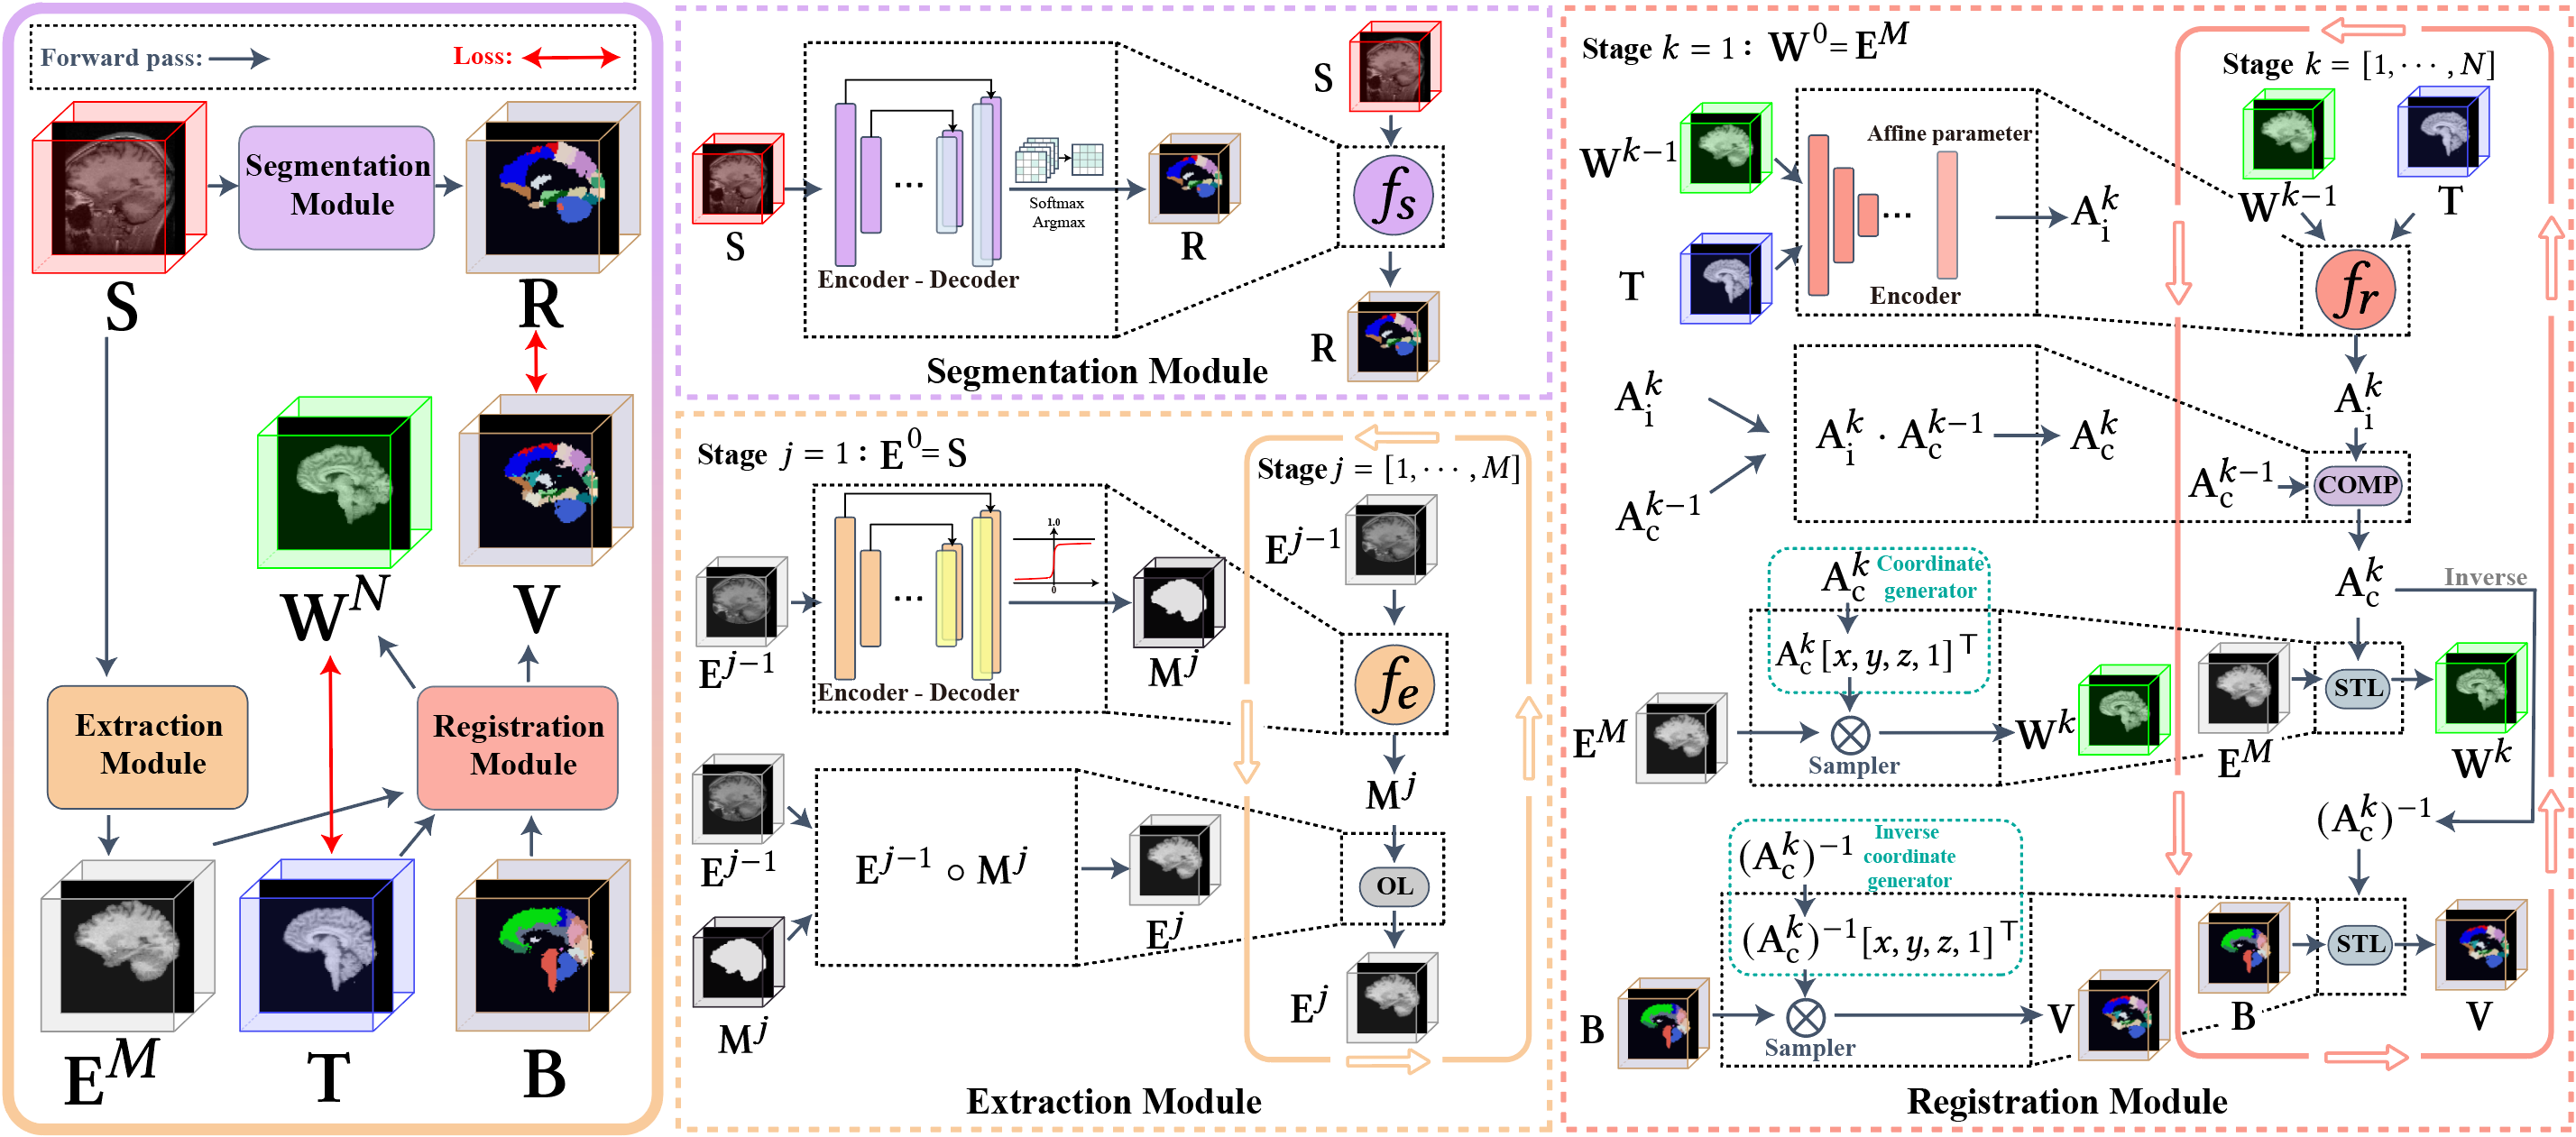 Forward pass:
Loss:
S
Segmentation
Module
R
W^N
V
Extraction
Module
Registration
Module
E^M
T
B
S
Encoder - Decoder
Softmax
Argmax
R
S
f_s
R
Segmentation Module
Stage j = 1 : E^0 = S
E^{j-1}
Encoder - Decoder
1.0
0
M^j
E^{j-1}
M^j
E^{j-1} ∘ M^j
E^j
Stage j = [1, ⋯ , M]
E^{j-1}
f_e
M^j
OL
E^j
Extraction Module
Stage k = 1 : W^0 = E^M
W^{k-1}
T
Affine parameter
Encoder
A_i^k
A_i^k
A_c^{k-1}
A_i^k · A_c^{k-1}
A_c^k
A_c^k
Coordinate
generator
A_c^k [x, y, z, 1]^⊤
E^M
Sampler
W^k
(A_c^k)^{-1}
Inverse
coordinate
generator
(A_c^k)^{-1} [x, y, z, 1]^⊤
B
Sampler
V
Stage k = [1, ⋯ , N]
W^{k-1}
T
f_r
A_i^k
A_c^{k-1}
COMP
A_c^k
Inverse
STL
E^M
W^k
(A_c^k)^{-1}
STL
B
V
Registration Module